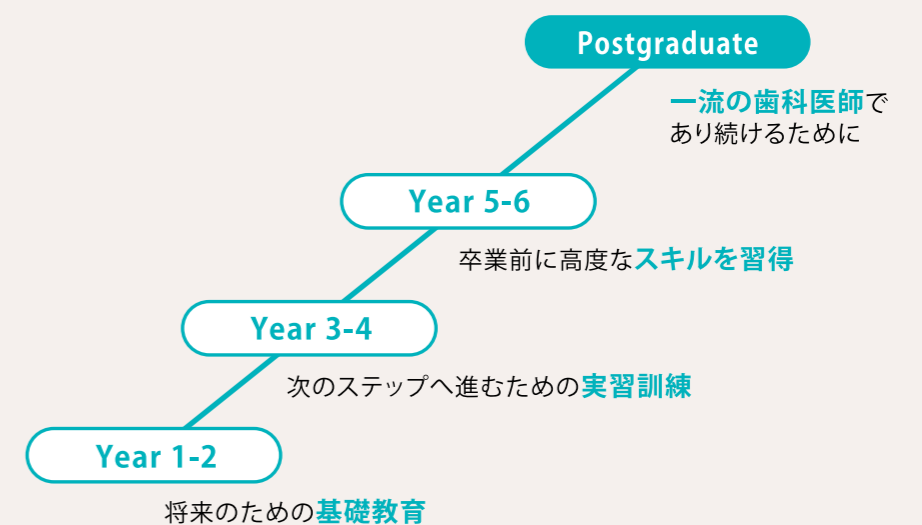 Postgraduate
一流の歯科医師で
あり続けるために
Year 5-6
卒業前に高度なスキルを習得
Year 3-4
次のステップへ進むための実習訓練
Year 1-2
将来のための基礎教育